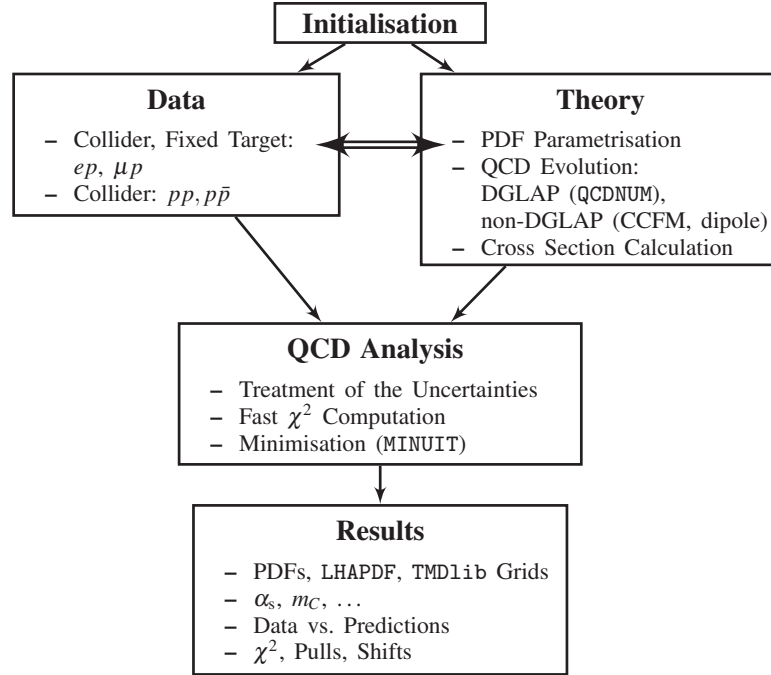 Initialisation
Data
– Collider, Fixed Target:
ep, μp
– Collider: pp, pp̄
Theory
– PDF Parametrisation
– QCD Evolution:
DGLAP (QCDNUM),
non-DGLAP (CCFM, dipole)
– Cross Section Calculation
QCD Analysis
– Treatment of the Uncertainties
– Fast χ² Computation
– Minimisation (MINUIT)
Results
– PDFs, LHAPDF, TMDlib Grids
– αs, mC, ...
– Data vs. Predictions
– χ², Pulls, Shifts